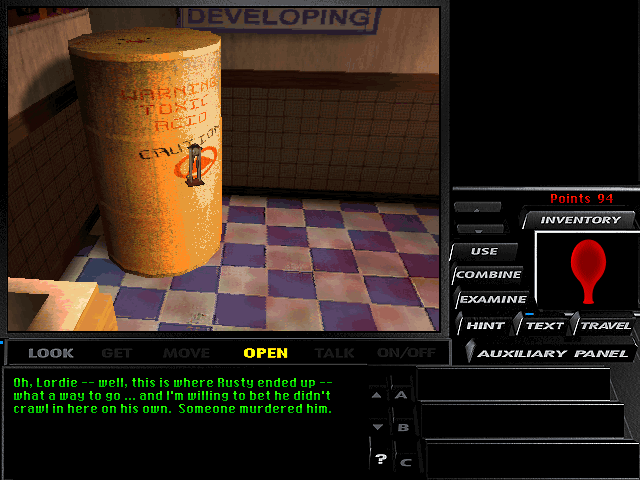 DEVELOPING
WARNING
TOXIC
ACID
CAUTION
Points 94
INVENTORY
USE
COMBINE
EXAMINE
HINT TEXT TRAVEL
AUXILIARY PANEL
LOOK GET MOVE OPEN TALK ON/OFF
Oh, Lordie -- well, this is where Rusty ended up --
what a way to go ... and I'm willing to bet he didn't
crawl in here on his own. Someone murdered him.
A
B
? C